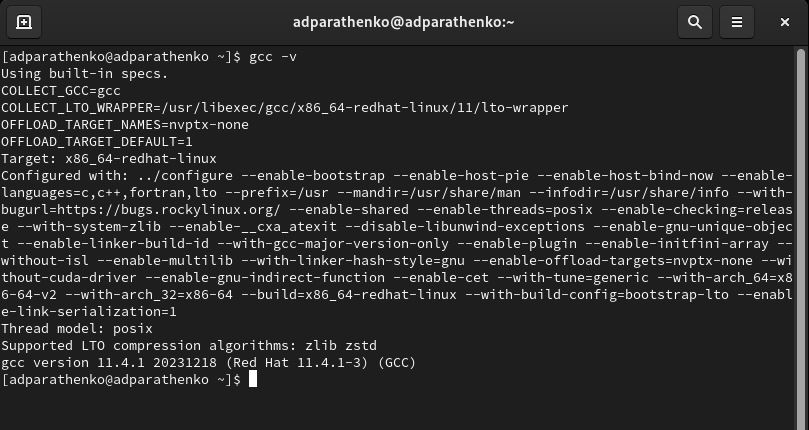 adparathenko@adparathenko:~
[adparathenko@adparathenko ~]$ gcc -v
Using built-in specs.
COLLECT_GCC=gcc
COLLECT_LTO_WRAPPER=/usr/libexec/gcc/x86_64-redhat-linux/11/lto-wrapper
OFFLOAD_TARGET_NAMES=nvptx-none
OFFLOAD_TARGET_DEFAULT=1
Target: x86_64-redhat-linux
Configured with: ../configure --enable-bootstrap --enable-host-pie --enable-host-bind-now --enable-
languages=c,c++,fortran,lto --prefix=/usr --mandir=/usr/share/man --infodir=/usr/share/info --with-
bugurl=https://bugs.rockylinux.org/ --enable-shared --enable-threads=posix --enable-checking=releas
e --with-system-zlib --enable-__cxa_atexit --disable-libunwind-exceptions --enable-gnu-unique-objec
t --enable-linker-build-id --with-gcc-major-version-only --enable-plugin --enable-initfini-array --
without-isl --enable-multilib --with-linker-hash-style=gnu --enable-offload-targets=nvptx-none --wi
thout-cuda-driver --enable-gnu-indirect-function --enable-cet --with-tune=generic --with-arch_64=x8
6-64-v2 --with-arch_32=x86-64 --build=x86_64-redhat-linux --with-build-config=bootstrap-lto --enabl
e-link-serialization=1
Thread model: posix
Supported LTO compression algorithms: zlib zstd
gcc version 11.4.1 20231218 (Red Hat 11.4.1-3) (GCC)
[adparathenko@adparathenko ~]$